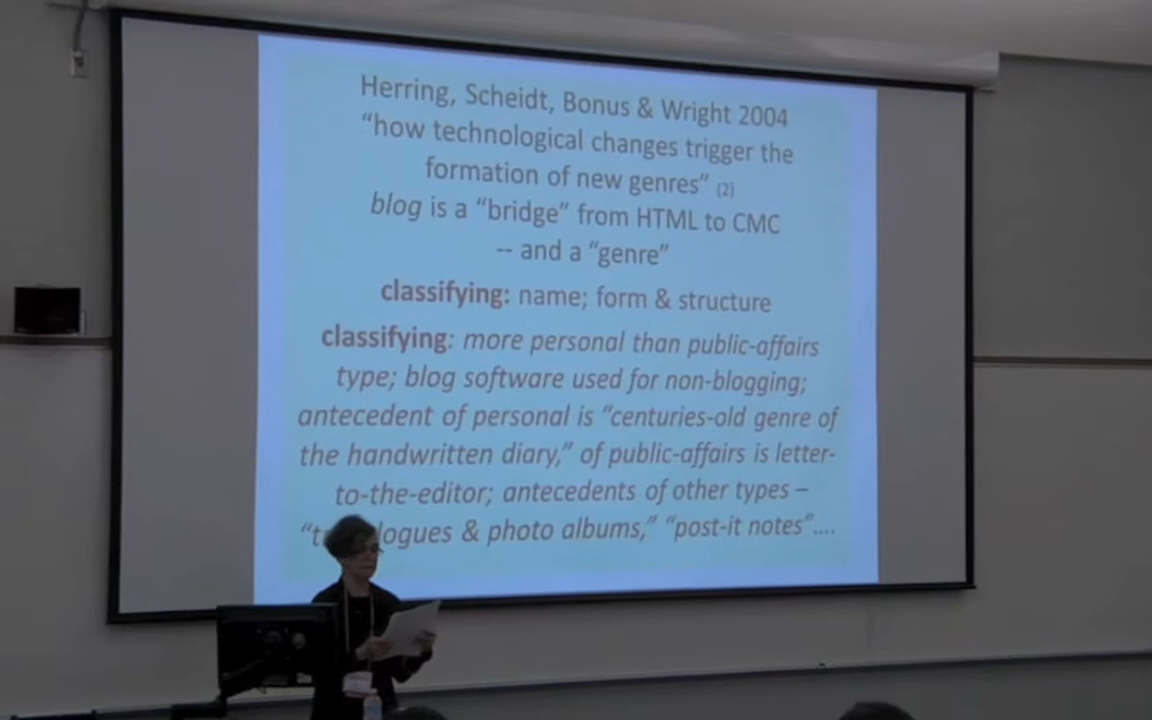 Herring, Scheidt, Bonus & Wright 2004
“how technological changes trigger the
formation of new genres” (2)
blog is a “bridge” from HTML to CMC
-- and a “genre”
classifying: name; form & structure
classifying: more personal than public-affairs
type; blog software used for non-blogging;
antecedent of personal is “centuries-old genre of
the handwritten diary,” of public-affairs is letter-
to-the-editor; antecedents of other types –
& photo albums,” “post-it notes”....